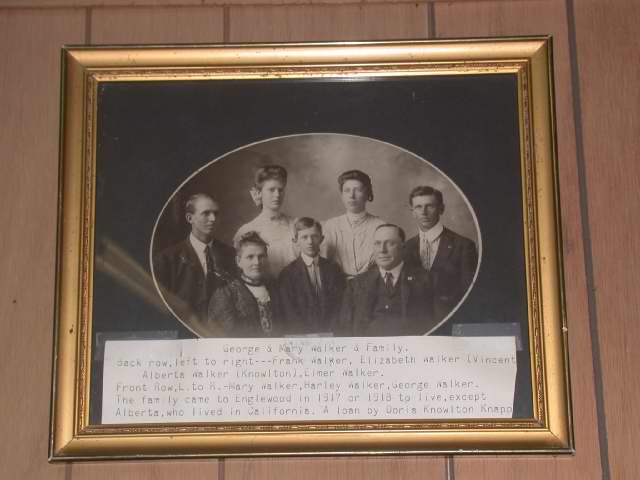 George & Mary Walker & Family.
Back row,left to right---Frank Walker, Elizabeth Walker (Vincent
Alberta Walker (Knowlton),Elmer Walker.
Front Row,L.to R.-Mary Walker,Harley Walker,George Walker.
The family came to Englewood in 1917 or 1918 to live,except
Alberta,who lived in California. A loan by Doris Knowlton Knapp